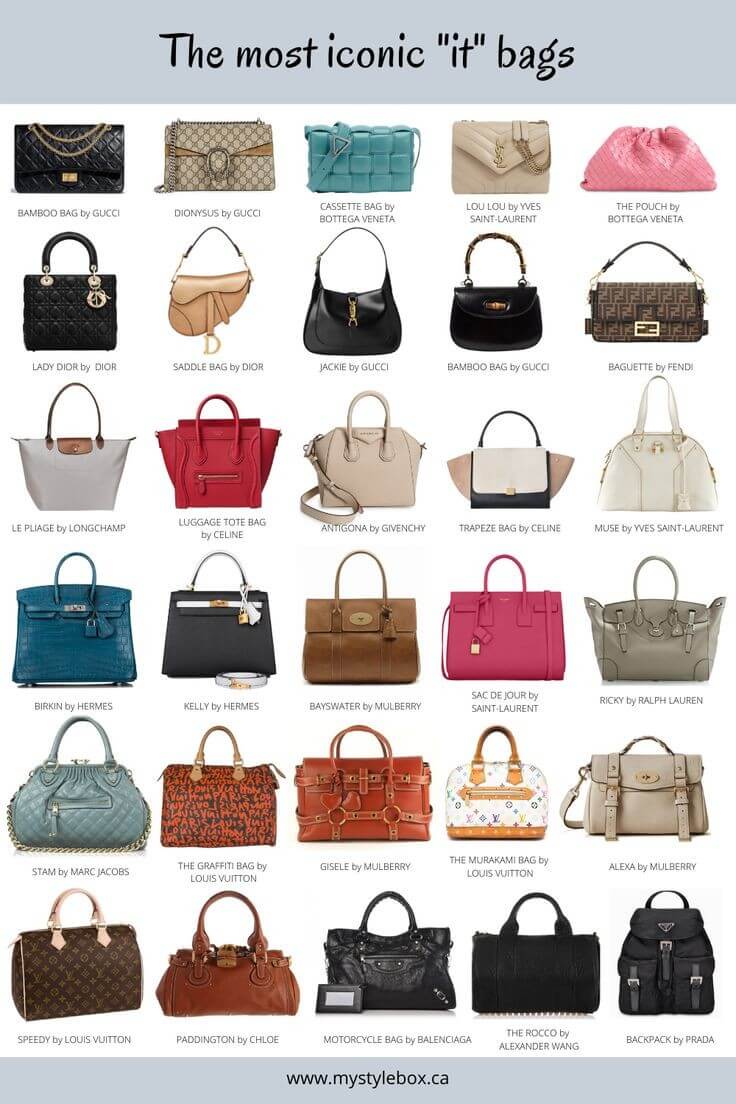 The most iconic "it" bags
BAMBOO BAG by GUCCI
DIONYSUS by GUCCI
CASSETTE BAG by
BOTTEGA VENETA
LOU LOU by YVES
SAINT-LAURENT
THE POUCH by
BOTTEGA VENETA
LADY DIOR by DIOR
SADDLE BAG by DIOR
JACKIE by GUCCI
BAMBOO BAG by GUCCI
BAGUETTE by FENDI
LE PLIAGE by LONGCHAMP
LUGGAGE TOTE BAG
by CELINE
ANTIGONA by GIVENCHY
TRAPEZE BAG by CELINE
MUSE by YVES SAINT-LAURENT
BIRKIN by HERMES
KELLY by HERMES
BAYSWATER by MULBERRY
SAC DE JOUR by
SAINT-LAURENT
RICKY by RALPH LAUREN
STAM by MARC JACOBS
THE GRAFFITI BAG by
LOUIS VUITTON
GISELE by MULBERRY
THE MURAKAMI BAG by
LOUIS VUITTON
ALEXA by MULBERRY
SPEEDY by LOUIS VUITTON
PADDINGTON by CHLOE
MOTORCYCLE BAG by BALENCIAGA
THE ROCCO by
ALEXANDER WANG
BACKPACK by PRADA
www.mystylebox.ca